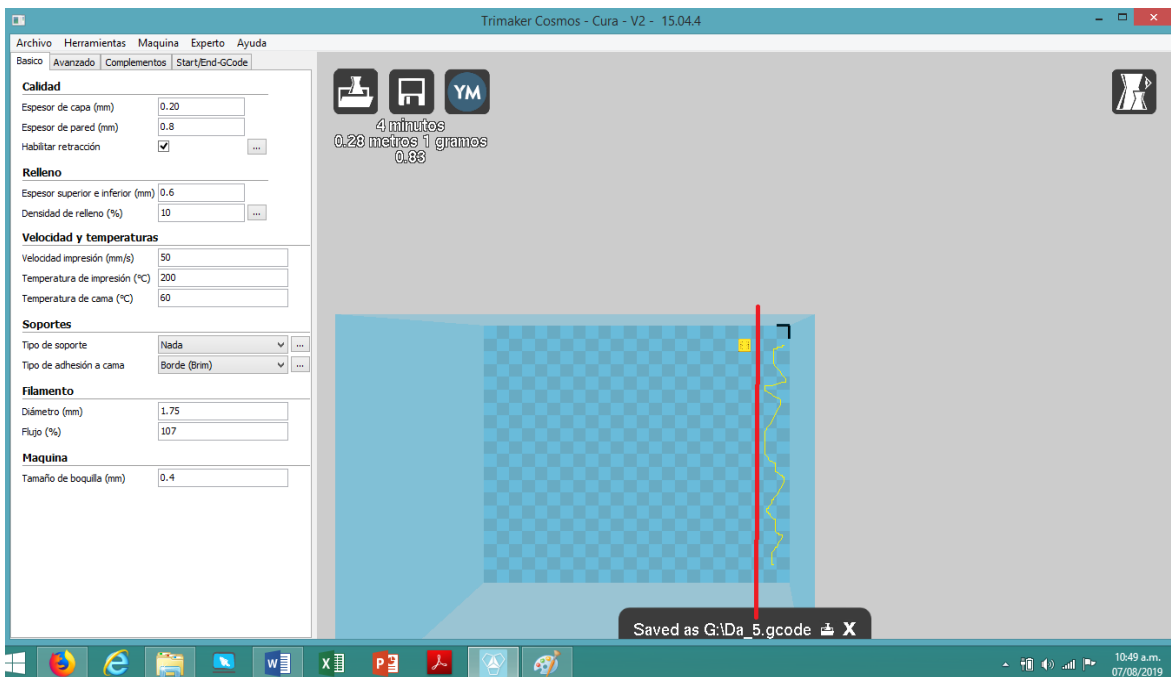 Trimaker Cosmos - Cura - V2 - 15.04.4
Archivo Herramientas Maquina Experto Ayuda
Basico Avanzado Complementos Start/End-GCode
Calidad
Espesor de capa (mm) 0.20
Espesor de pared (mm) 0.8
Habilitar retracción ...
Relleno
Espesor superior e inferior (mm) 0.6
Densidad de relleno (%) 10 ...
Velocidad y temperaturas
Velocidad impresión (mm/s) 50
Temperatura de impresión (ºC) 200
Temperatura de cama (ºC) 60
Soportes
Tipo de soporte Nada ...
Tipo de adhesión a cama Borde (Brim) ...
Filamento
Diámetro (mm) 1.75
Flujo (%) 107
Maquina
Tamaño de boquilla (mm) 0.4
YM
4 minutos
0.28 metros 1 gramos
0.83
Saved as G:\Da_5.gcode X
10:49 a.m.
07/08/2019